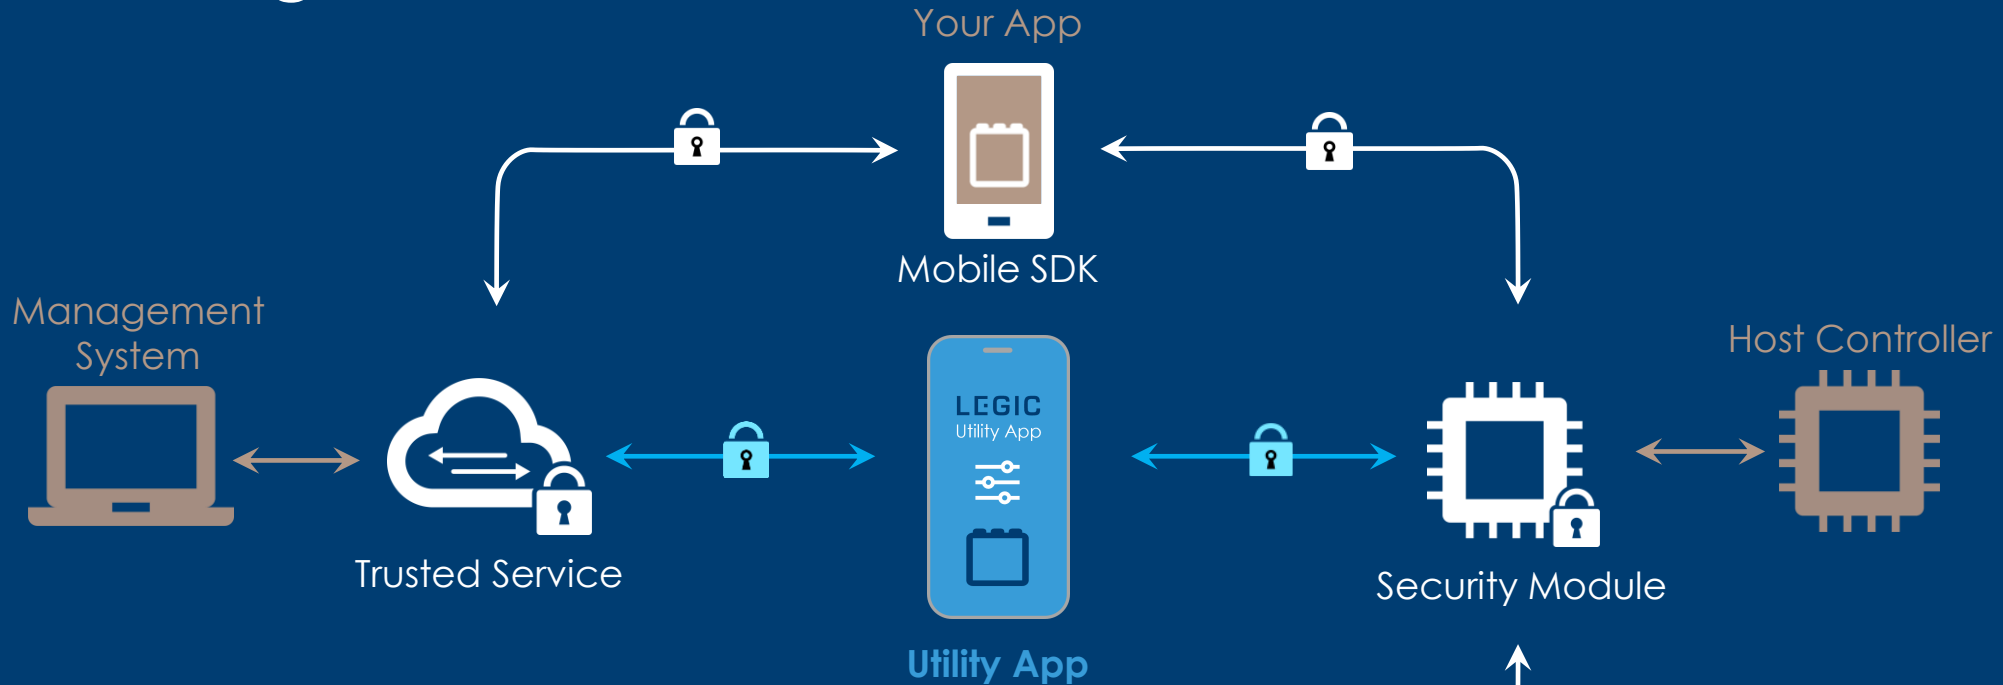 Your App
Mobile SDK
Management
System
Host Controller
LEGIC
Utility App
Trusted Service
Security Module
Utility App